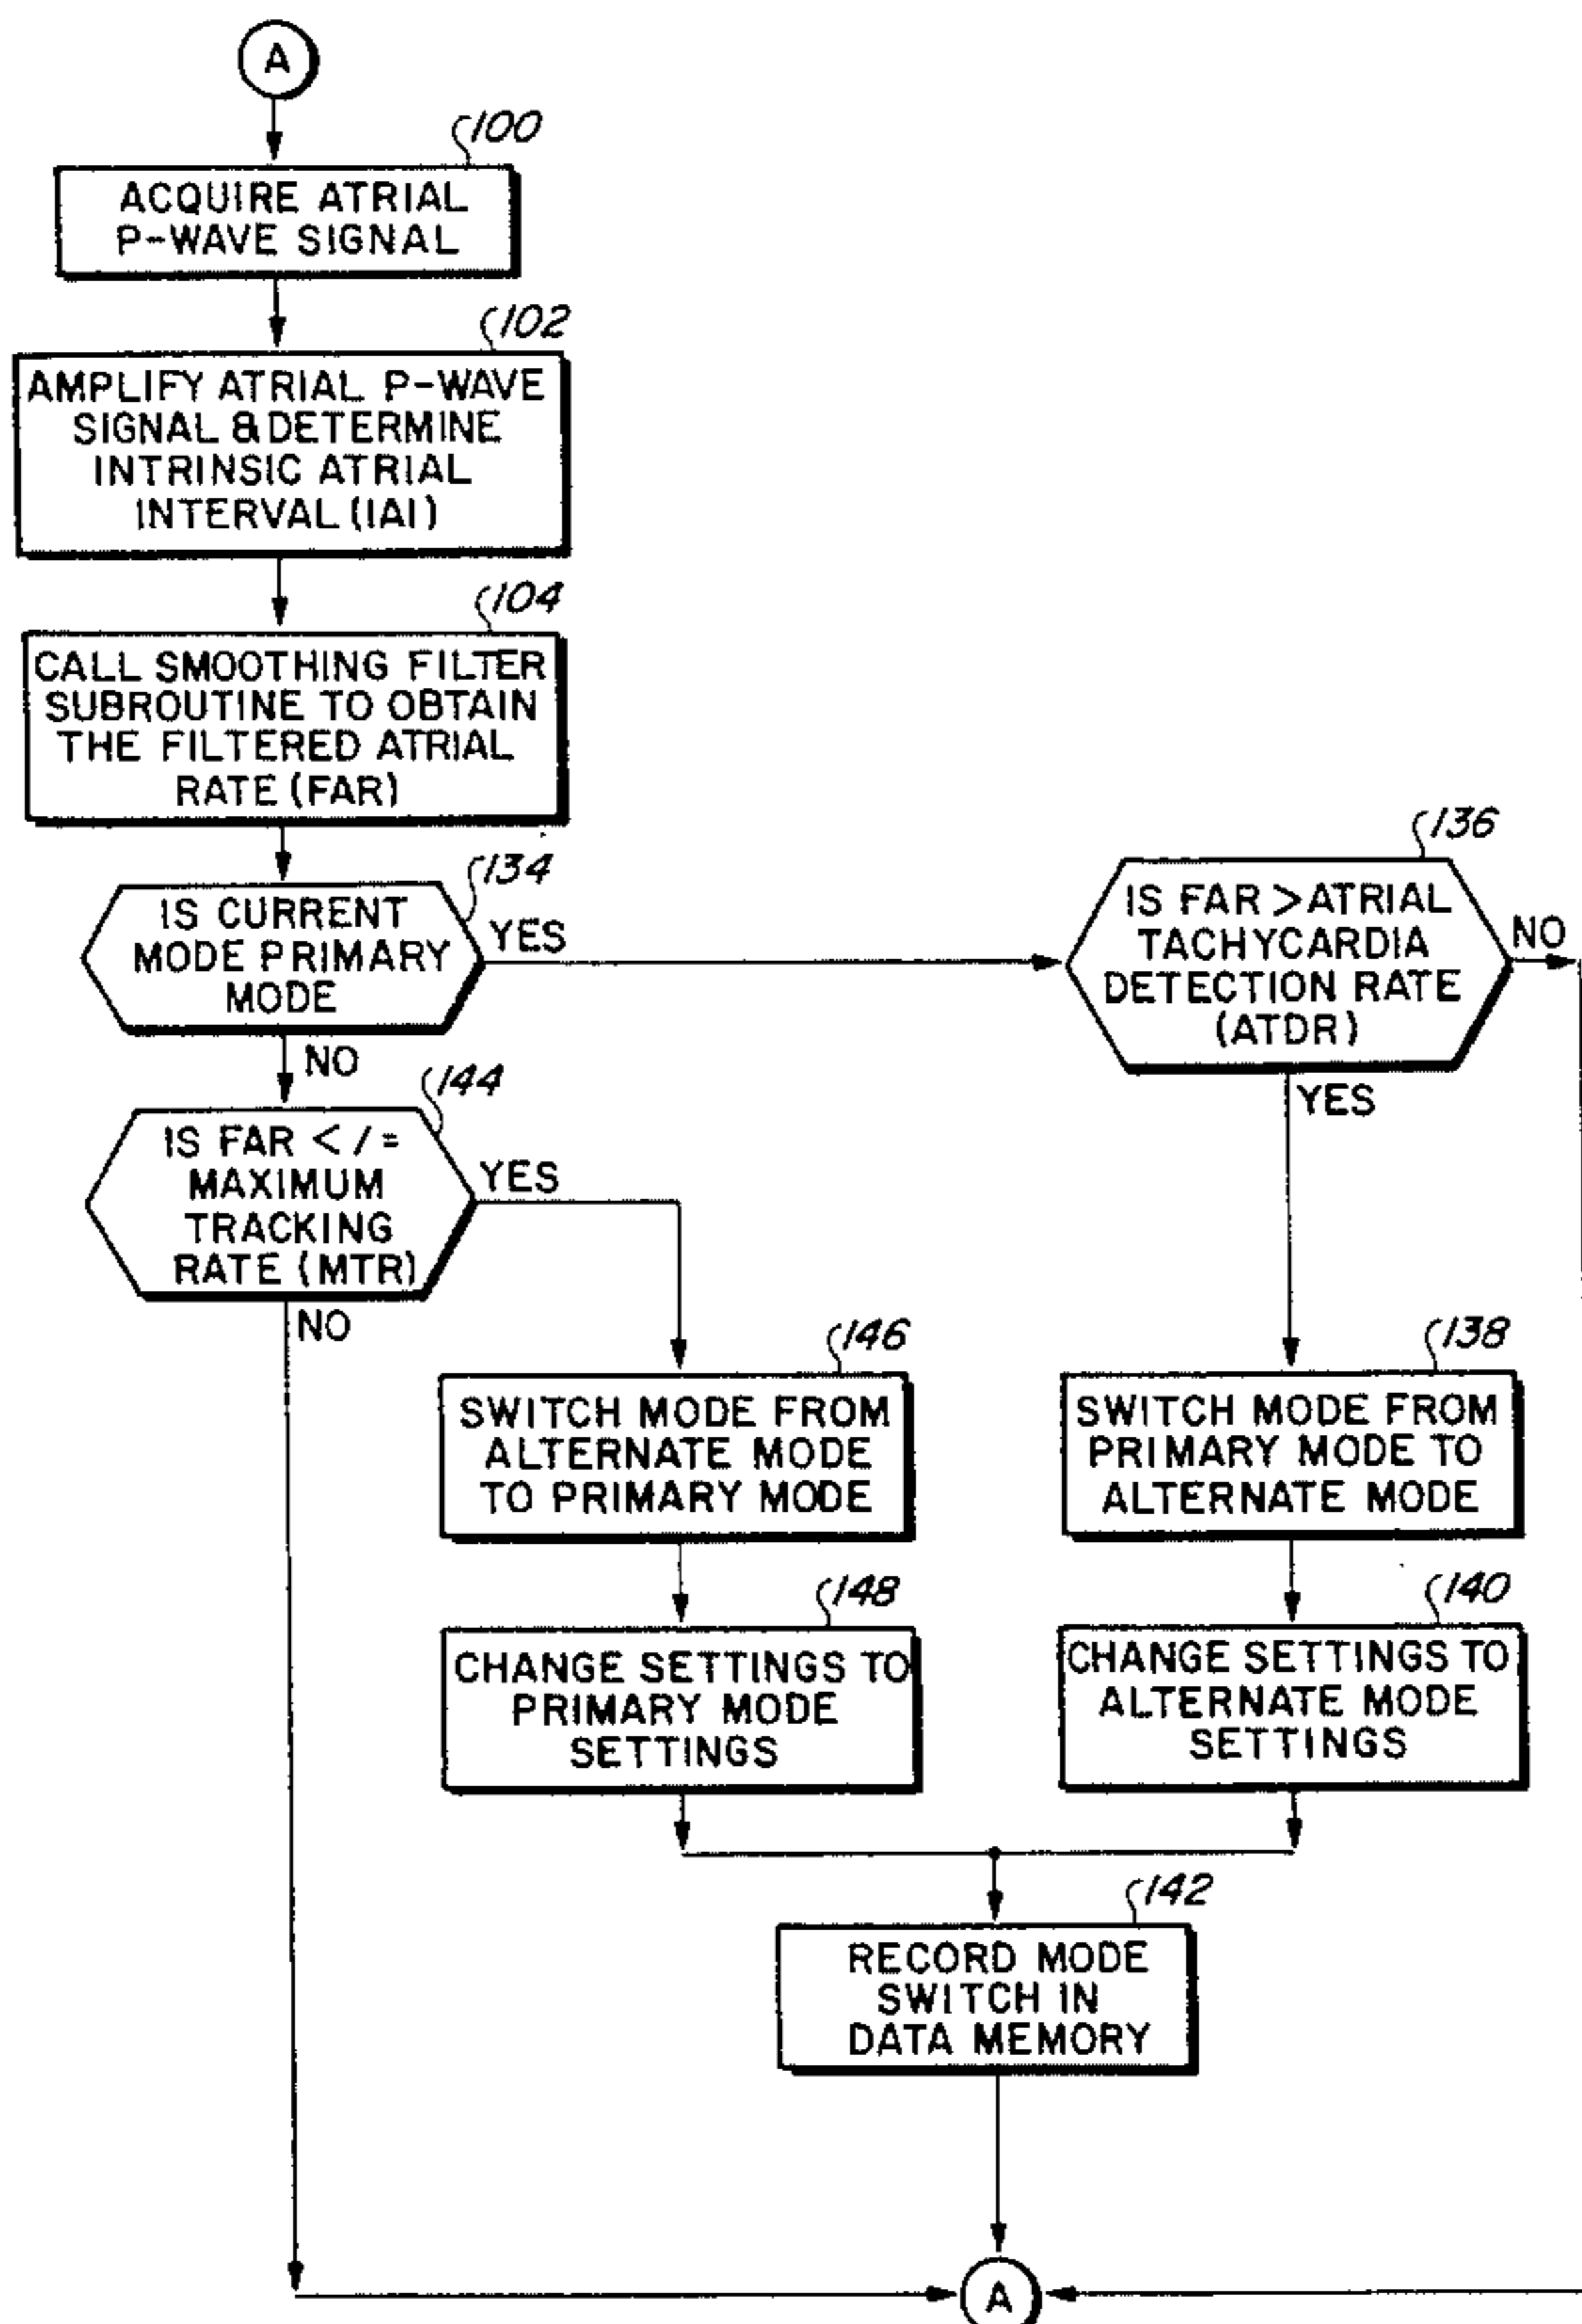 A
100
ACQUIRE ATRIAL
P-WAVE SIGNAL
102
AMPLIFY ATRIAL P-WAVE
SIGNAL & DETERMINE
INTRINSIC ATRIAL
INTERVAL (IAI)
104
CALL SMOOTHING FILTER
SUBROUTINE TO OBTAIN
THE FILTERED ATRIAL
RATE (FAR)
134
IS CURRENT
MODE PRIMARY
MODE
YES
NO
136
IS FAR > ATRIAL
TACHYCARDIA
DETECTION RATE
(ATDR)
NO
YES
144
IS FAR < / =
MAXIMUM
TRACKING
RATE (MTR)
YES
NO
146
SWITCH MODE FROM
ALTERNATE MODE
TO PRIMARY MODE
138
SWITCH MODE FROM
PRIMARY MODE TO
ALTERNATE MODE
148
CHANGE SETTINGS TO
PRIMARY MODE
SETTINGS
140
CHANGE SETTINGS TO
ALTERNATE MODE
SETTINGS
142
RECORD MODE
SWITCH IN
DATA MEMORY
A